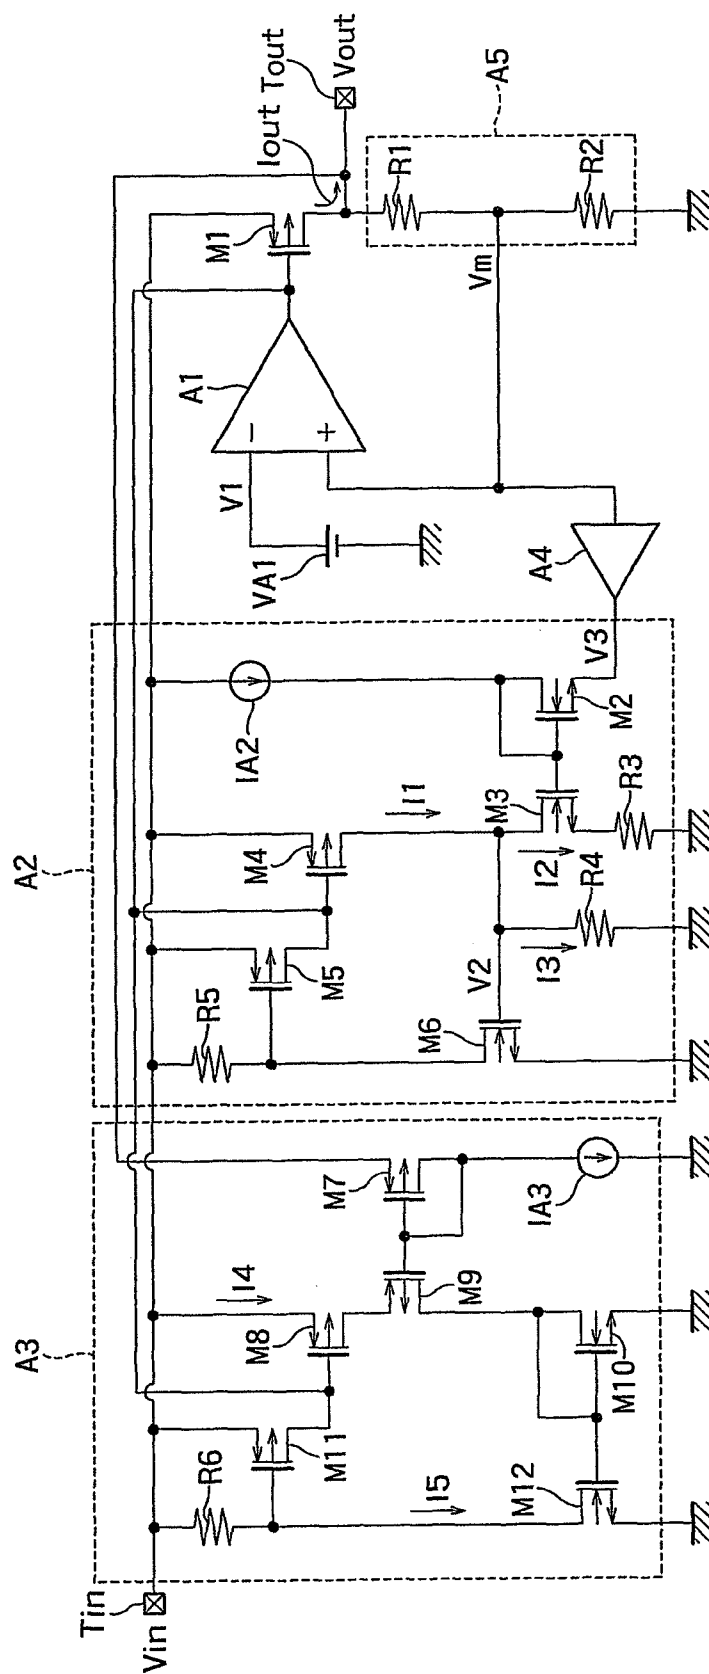 A3
A2
Tin
Vin
R6
M11
I5
M12
I4
M8
M9
M10
M7
IA3
R5
M5
M6
V2
I3
R4
M4
I1
I2
M3
R3
IA2
M2
V3
A4
VA1
V1
A1
−
+
M1
Vm
Iout
Tout
Vout
R1
R2
A5